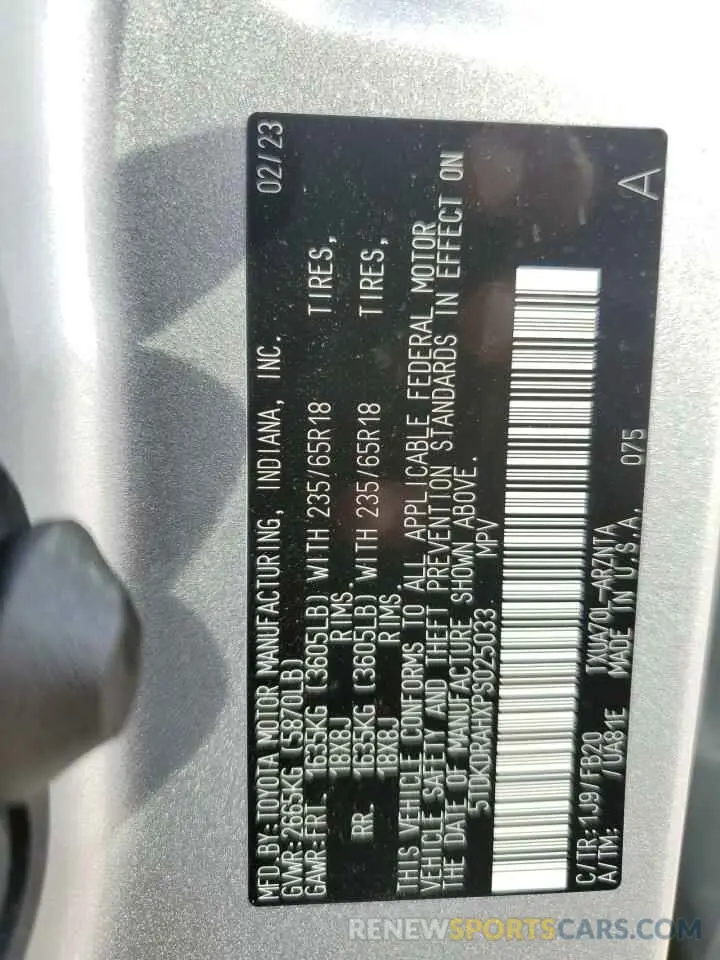 MFD.BY:TOYOTA MOTOR MANUFACTURING, INDIANA, INC. 02/23
GVWR:2665KG (5870LB)
GAWR:FRT 1635KG (3605LB) WITH 235/65R18 TIRES,
18X8J RIMS.
RR. 1635KG (3605LB) WITH 235/65R18 TIRES,
18X8J RIMS.
THIS VEHICLE CONFORMS TO ALL APPLICABLE FEDERAL MOTOR
VEHICLE SAFETY AND THEFT PREVENTION STANDARDS IN EFFECT ON
THE DATE OF MANUFACTURE SHOWN ABOVE.
5TDKDRAHXPS025033 MPV
C/TR:1J9/FB20 TXUA70L-ARZNTA 075
A/TM: /UA81E MADE IN U.S.A. A
RENEWSPORTSCARS.COM